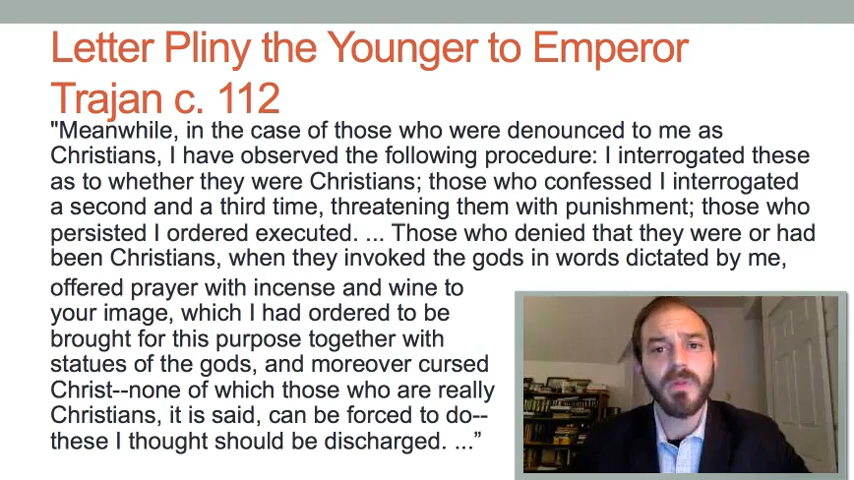 Letter Pliny the Younger to Emperor
Trajan c. 112
"Meanwhile, in the case of those who were denounced to me as
Christians, I have observed the following procedure: I interrogated these
as to whether they were Christians; those who confessed I interrogated
a second and a third time, threatening them with punishment; those who
persisted I ordered executed. ... Those who denied that they were or had
been Christians, when they invoked the gods in words dictated by me,
offered prayer with incense and wine to
your image, which I had ordered to be
brought for this purpose together with
statues of the gods, and moreover cursed
Christ--none of which those who are really
Christians, it is said, can be forced to do--
these I thought should be discharged. ...”